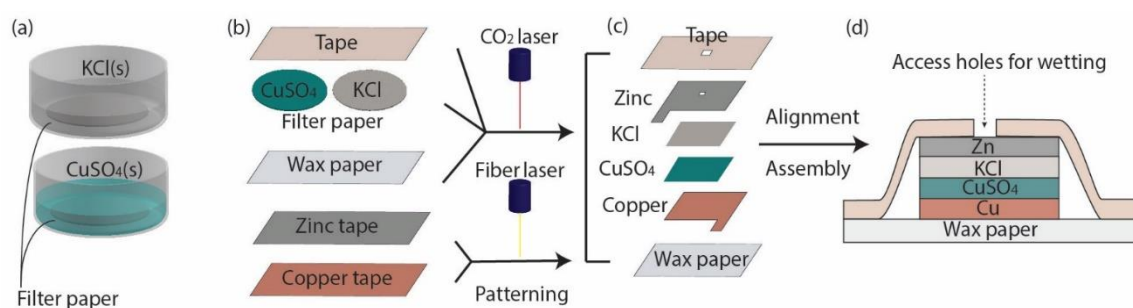 (a)
KCl(s)
CuSO₄(s)
Filter paper
(b)
Tape
CuSO₄
KCl
Filter paper
Wax paper
Zinc tape
Copper tape
CO₂ laser
Fiber laser
Patterning
(c)
Tape
Zinc
KCl
CuSO₄
Copper
Wax paper
Alignment
Assembly
(d)
Access holes for wetting
Zn
KCl
CuSO₄
Cu
Wax paper